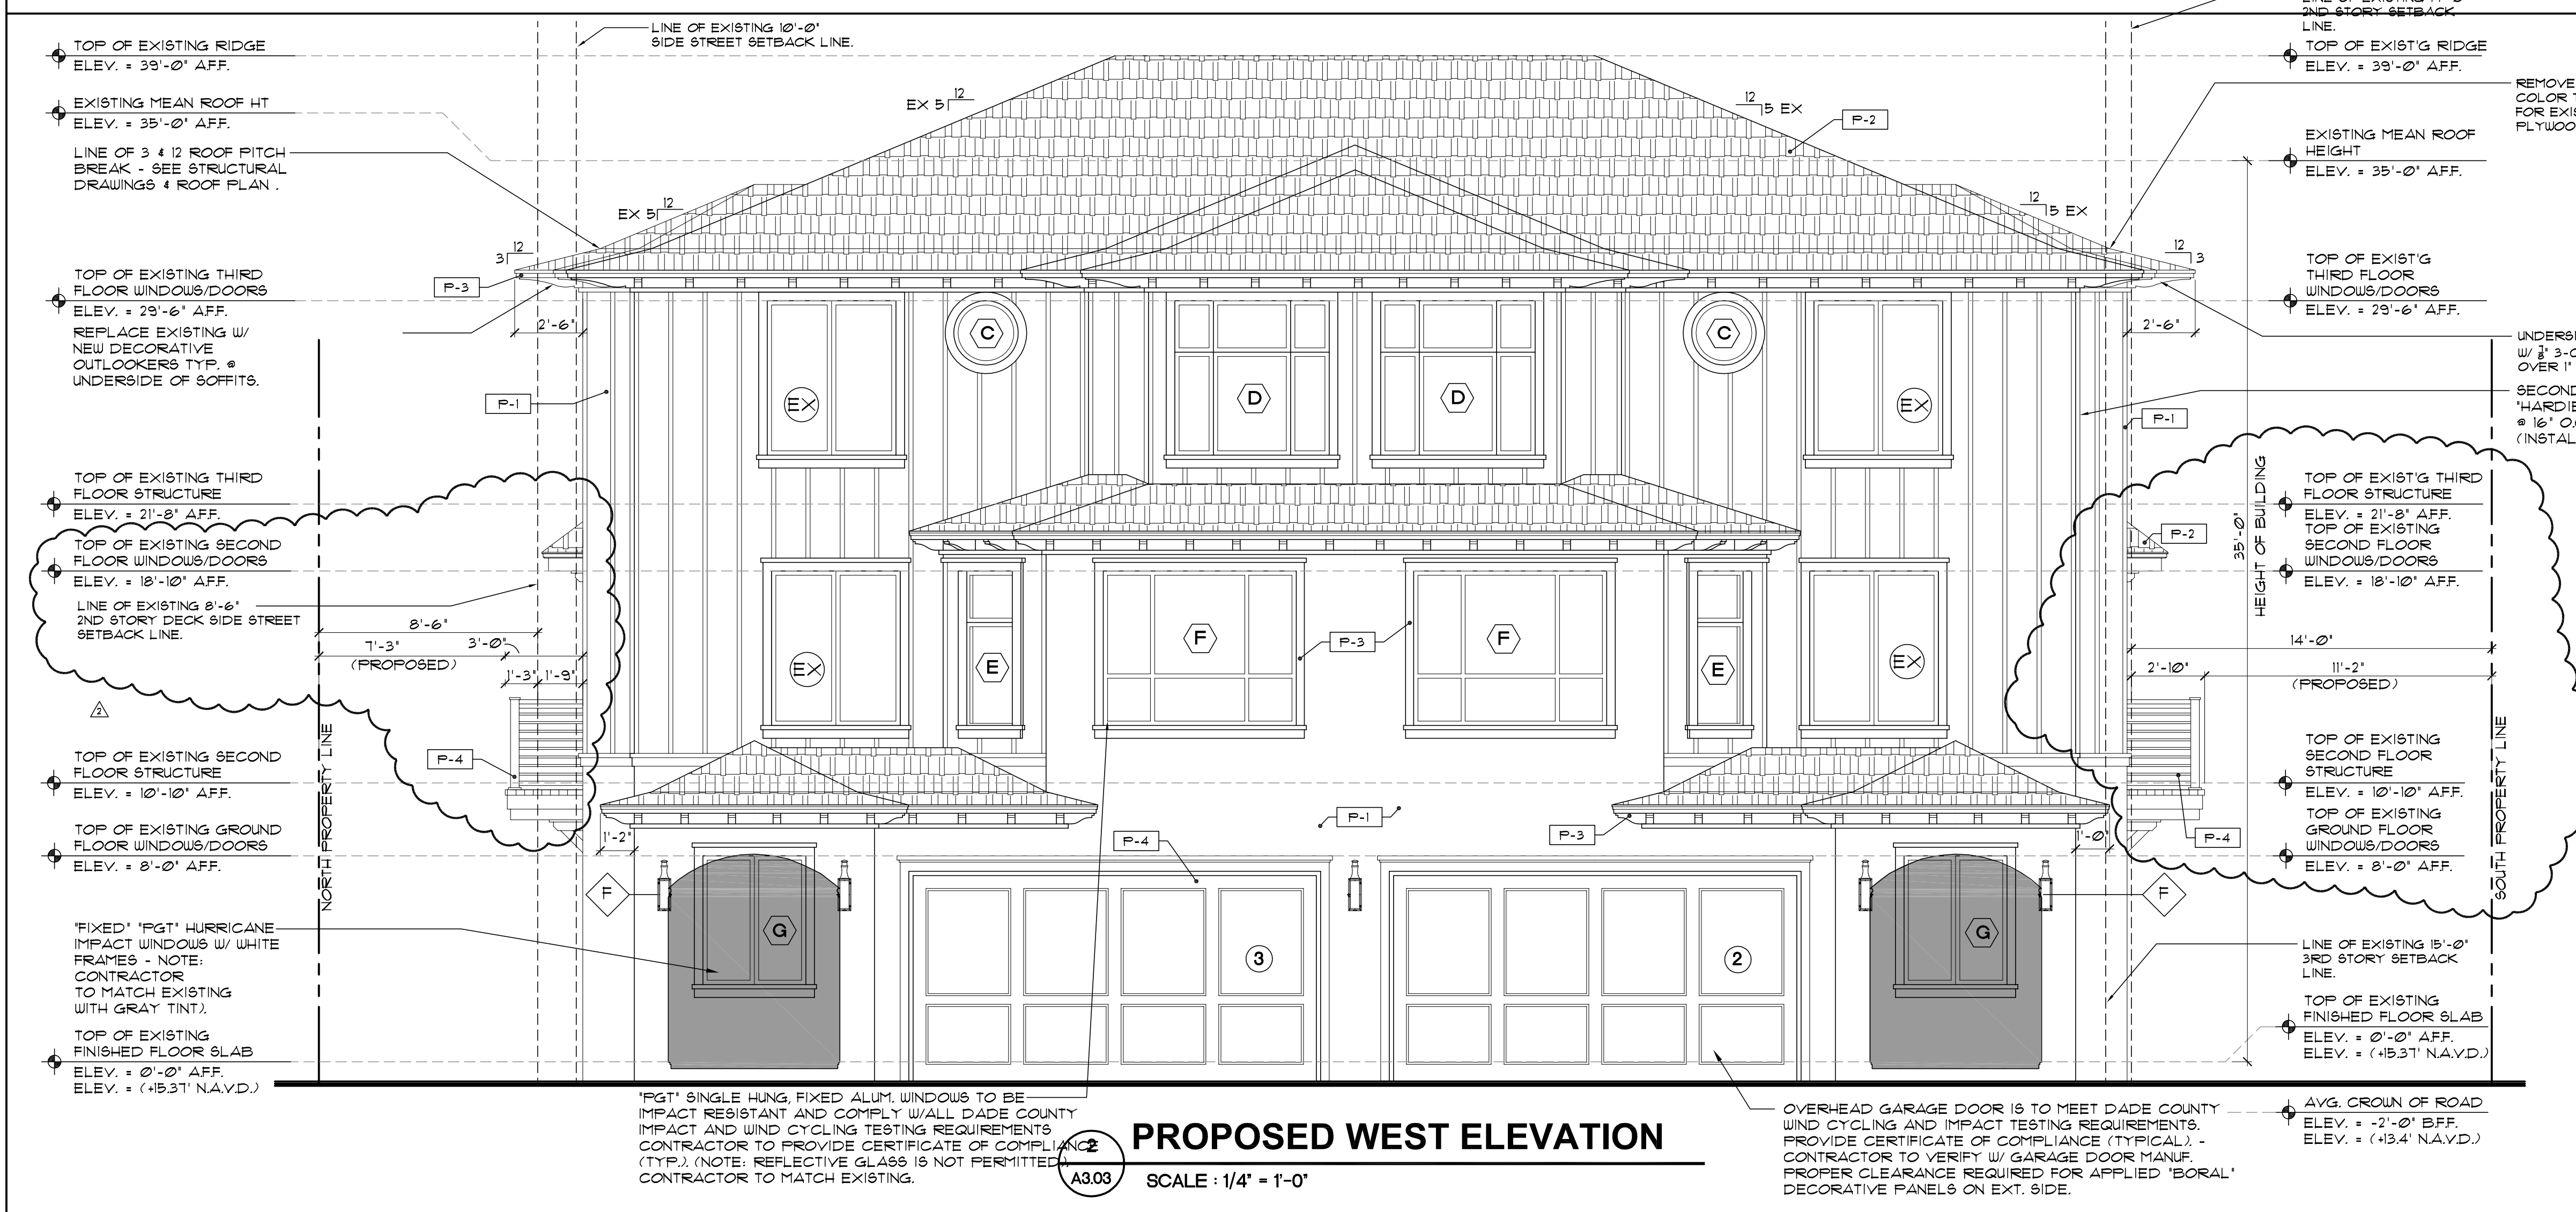 LINE OF EXISTING 10'-0"
SIDE STREET SETBACK LINE.
TOP OF EXISTING RIDGE
ELEV. = 39'-0" A.F.F.
EXISTING MEAN ROOF HT
ELEV. = 35'-0" A.F.F.
LINE OF 3 & 12 ROOF PITCH
BREAK - SEE STRUCTURAL
DRAWINGS & ROOF PLAN .
TOP OF EXISTING THIRD
FLOOR WINDOWS/DOORS
ELEV. = 29'-6" A.F.F.
REPLACE EXISTING W/
NEW DECORATIVE
OUTLOOKERS TYP. @
UNDERSIDE OF SOFFITS.
TOP OF EXISTING THIRD
FLOOR STRUCTURE
ELEV. = 21'-8" A.F.F.
TOP OF EXISTING SECOND
FLOOR WINDOWS/DOORS
ELEV. = 18'-10" A.F.F.
LINE OF EXISTING 8'-6"
2ND STORY DECK SIDE STREET
SETBACK LINE.
8'-6"
7'-3" 3'-0"
(PROPOSED)
1'-3" 1'-9"
2
TOP OF EXISTING SECOND
FLOOR STRUCTURE
ELEV. = 10'-10" A.F.F.
TOP OF EXISTING GROUND
FLOOR WINDOWS/DOORS
ELEV. = 8'-0" A.F.F.
NORTH PROPERTY LINE
"FIXED" "PGT" HURRICANE
IMPACT WINDOWS W/ WHITE
FRAMES - NOTE:
CONTRACTOR
TO MATCH EXISTING
WITH GRAY TINT).
TOP OF EXISTING
FINISHED FLOOR SLAB
ELEV. = 0'-0" A.F.F.
ELEV. = (+15.37' N.A.V.D.)
12
EX 5
12
5 EX
P-2
12
EX 5
12
5 EX
12
3
12
3
P-3
2'-6"
2'-6"
C
C
D
D
EX
EX
P-1
P-1
P-2
E
F
P-3
F
E
EX
EX
P-4
1'-2"
P-4
P-1
P-3
1'-0"
P-4
F
G
3
2
G
F
2ND STORY SETBACK
LINE.
TOP OF EXIST'G RIDGE
ELEV. = 39'-0" A.F.F.
REMOVE
COLOR
FOR
PLYWOO
EXISTING MEAN ROOF
HEIGHT
ELEV. = 35'-0" A.F.F.
TOP OF EXIST'G
THIRD FLOOR
WINDOWS/DOORS
ELEV. = 29'-6" A.F.F.
UNDERS
W/ 7/8" 3-
OVER 1"
SECOND
"HARDIE
@ 16" O.
(INSTAL
HEIGHT OF BUILDING
35'-0"
TOP OF EXIST'G THIRD
FLOOR STRUCTURE
ELEV. = 21'-8" A.F.F.
TOP OF EXISTING
SECOND FLOOR
WINDOWS/DOORS
ELEV. = 18'-10" A.F.F.
14'-0"
2'-10" 11'-2"
(PROPOSED)
TOP OF EXISTING
SECOND FLOOR
STRUCTURE
ELEV. = 10'-10" A.F.F.
TOP OF EXISTING
GROUND FLOOR
WINDOWS/DOORS
ELEV. = 8'-0" A.F.F.
SOUTH PROPERTY LINE
LINE OF EXISTING 15'-0"
3RD STORY SETBACK
LINE.
TOP OF EXISTING
FINISHED FLOOR SLAB
ELEV. = 0'-0" A.F.F.
ELEV. = (+15.37' N.A.V.D.)
AVG. CROWN OF ROAD
ELEV. = -2'-0" B.F.F.
ELEV. = (+13.4' N.A.V.D.)
"PGT" SINGLE HUNG, FIXED ALUM. WINDOWS TO BE
IMPACT RESISTANT AND COMPLY W/ALL DADE COUNTY
IMPACT AND WIND CYCLING TESTING REQUIREMENTS
CONTRACTOR TO PROVIDE CERTIFICATE OF COMPLIANCE
(TYP.). (NOTE: REFLECTIVE GLASS IS NOT PERMITTED).
CONTRACTOR TO MATCH EXISTING.
2
A3.03
PROPOSED WEST ELEVATION
SCALE : 1/4" = 1'-0"
OVERHEAD GARAGE DOOR IS TO MEET DADE COUNTY
WIND CYCLING AND IMPACT TESTING REQUIREMENTS.
PROVIDE CERTIFICATE OF COMPLIANCE (TYPICAL). -
CONTRACTOR TO VERIFY W/ GARAGE DOOR MANUF.
PROPER CLEARANCE REQUIRED FOR APPLIED "BORAL"
DECORATIVE PANELS ON EXT. SIDE.